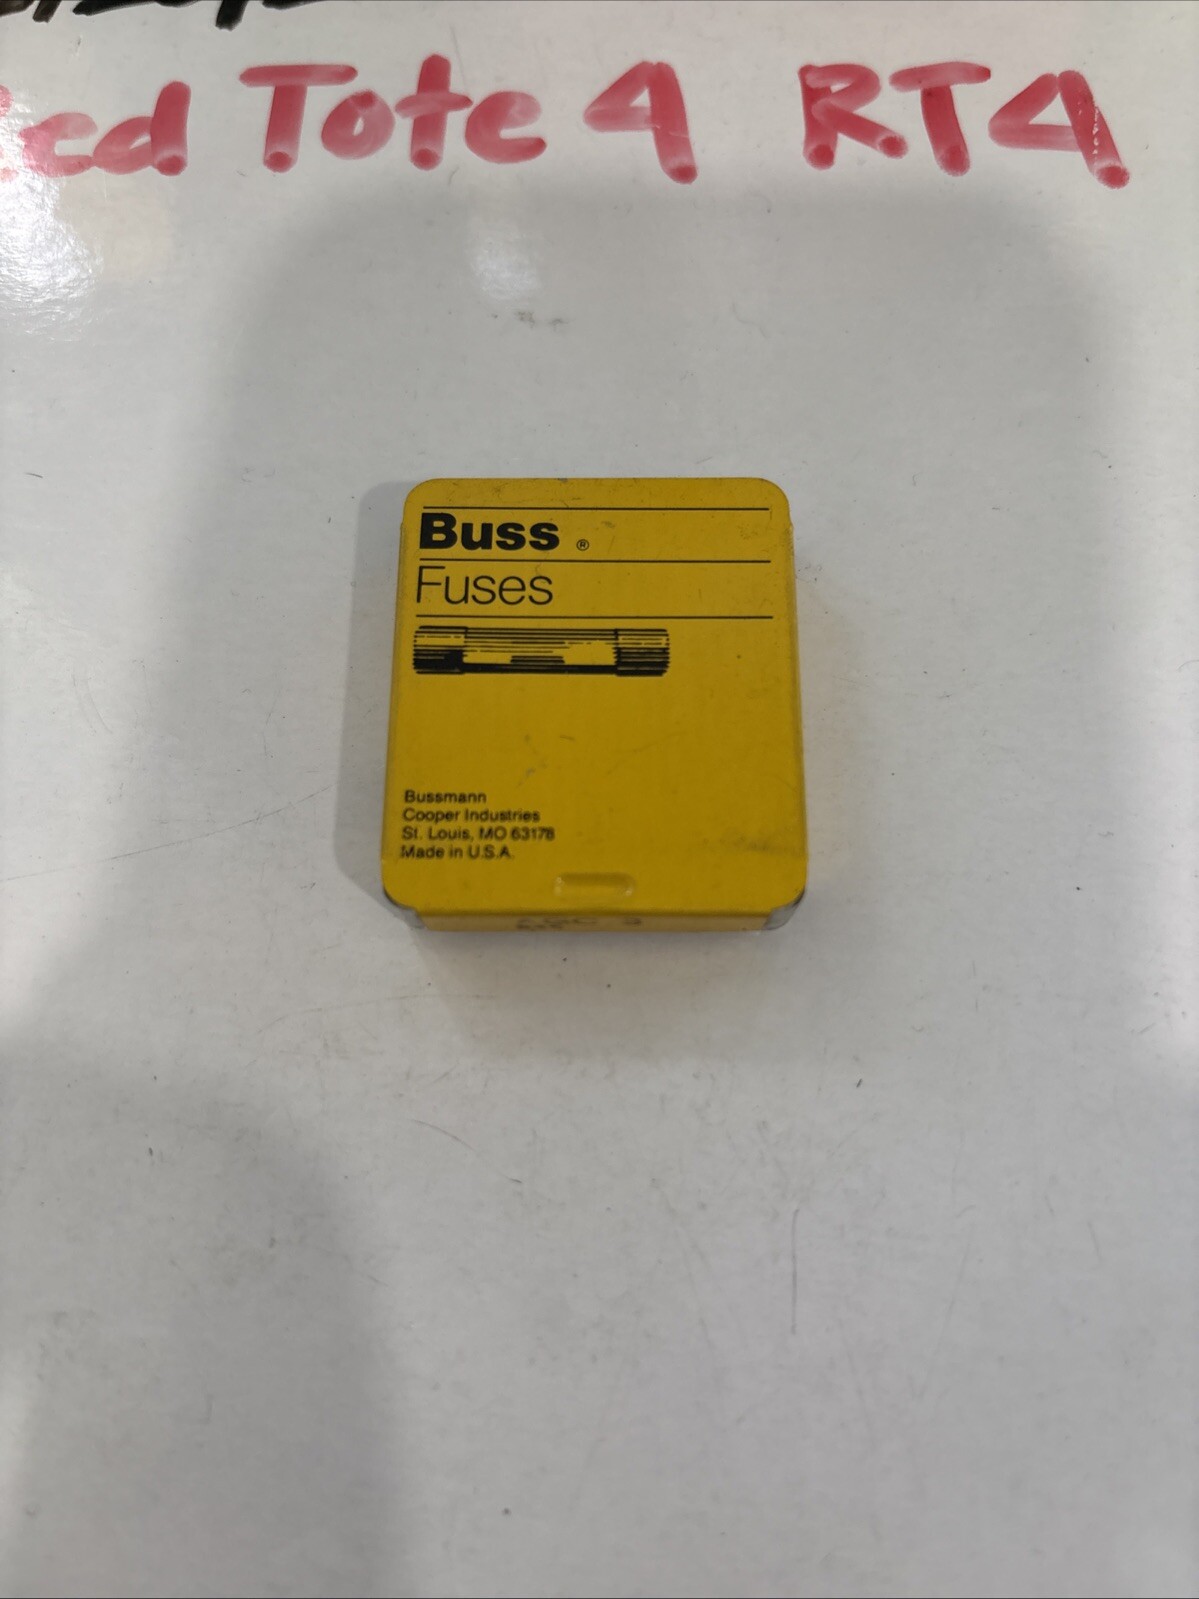 Tote 4 RT4
Buss ®
Fuses
Bussmann
Cooper Industries
St. Louis, MO 63178
Made in U.S.A.